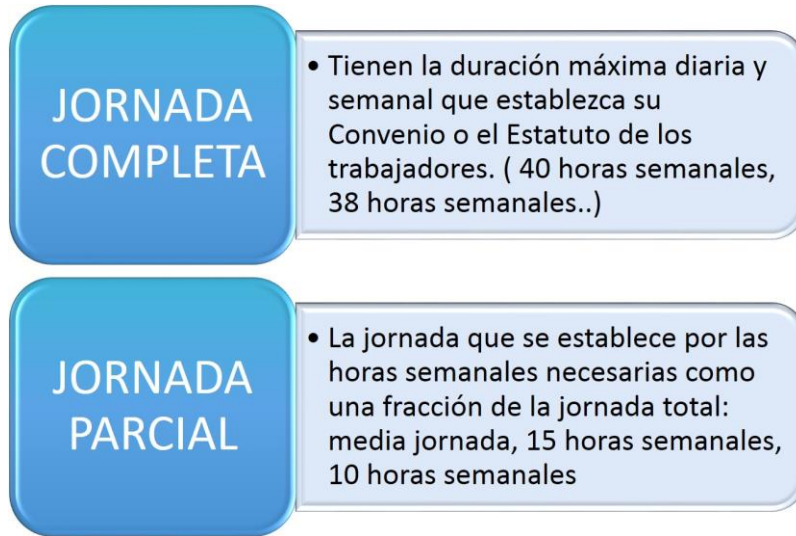 JORNADA
COMPLETA
• Tienen la duración máxima diaria y
semanal que establezca su
Convenio o el Estatuto de los
trabajadores. ( 40 horas semanales,
38 horas semanales..)
JORNADA
PARCIAL
• La jornada que se establece por las
horas semanales necesarias como
una fracción de la jornada total:
media jornada, 15 horas semanales,
10 horas semanales